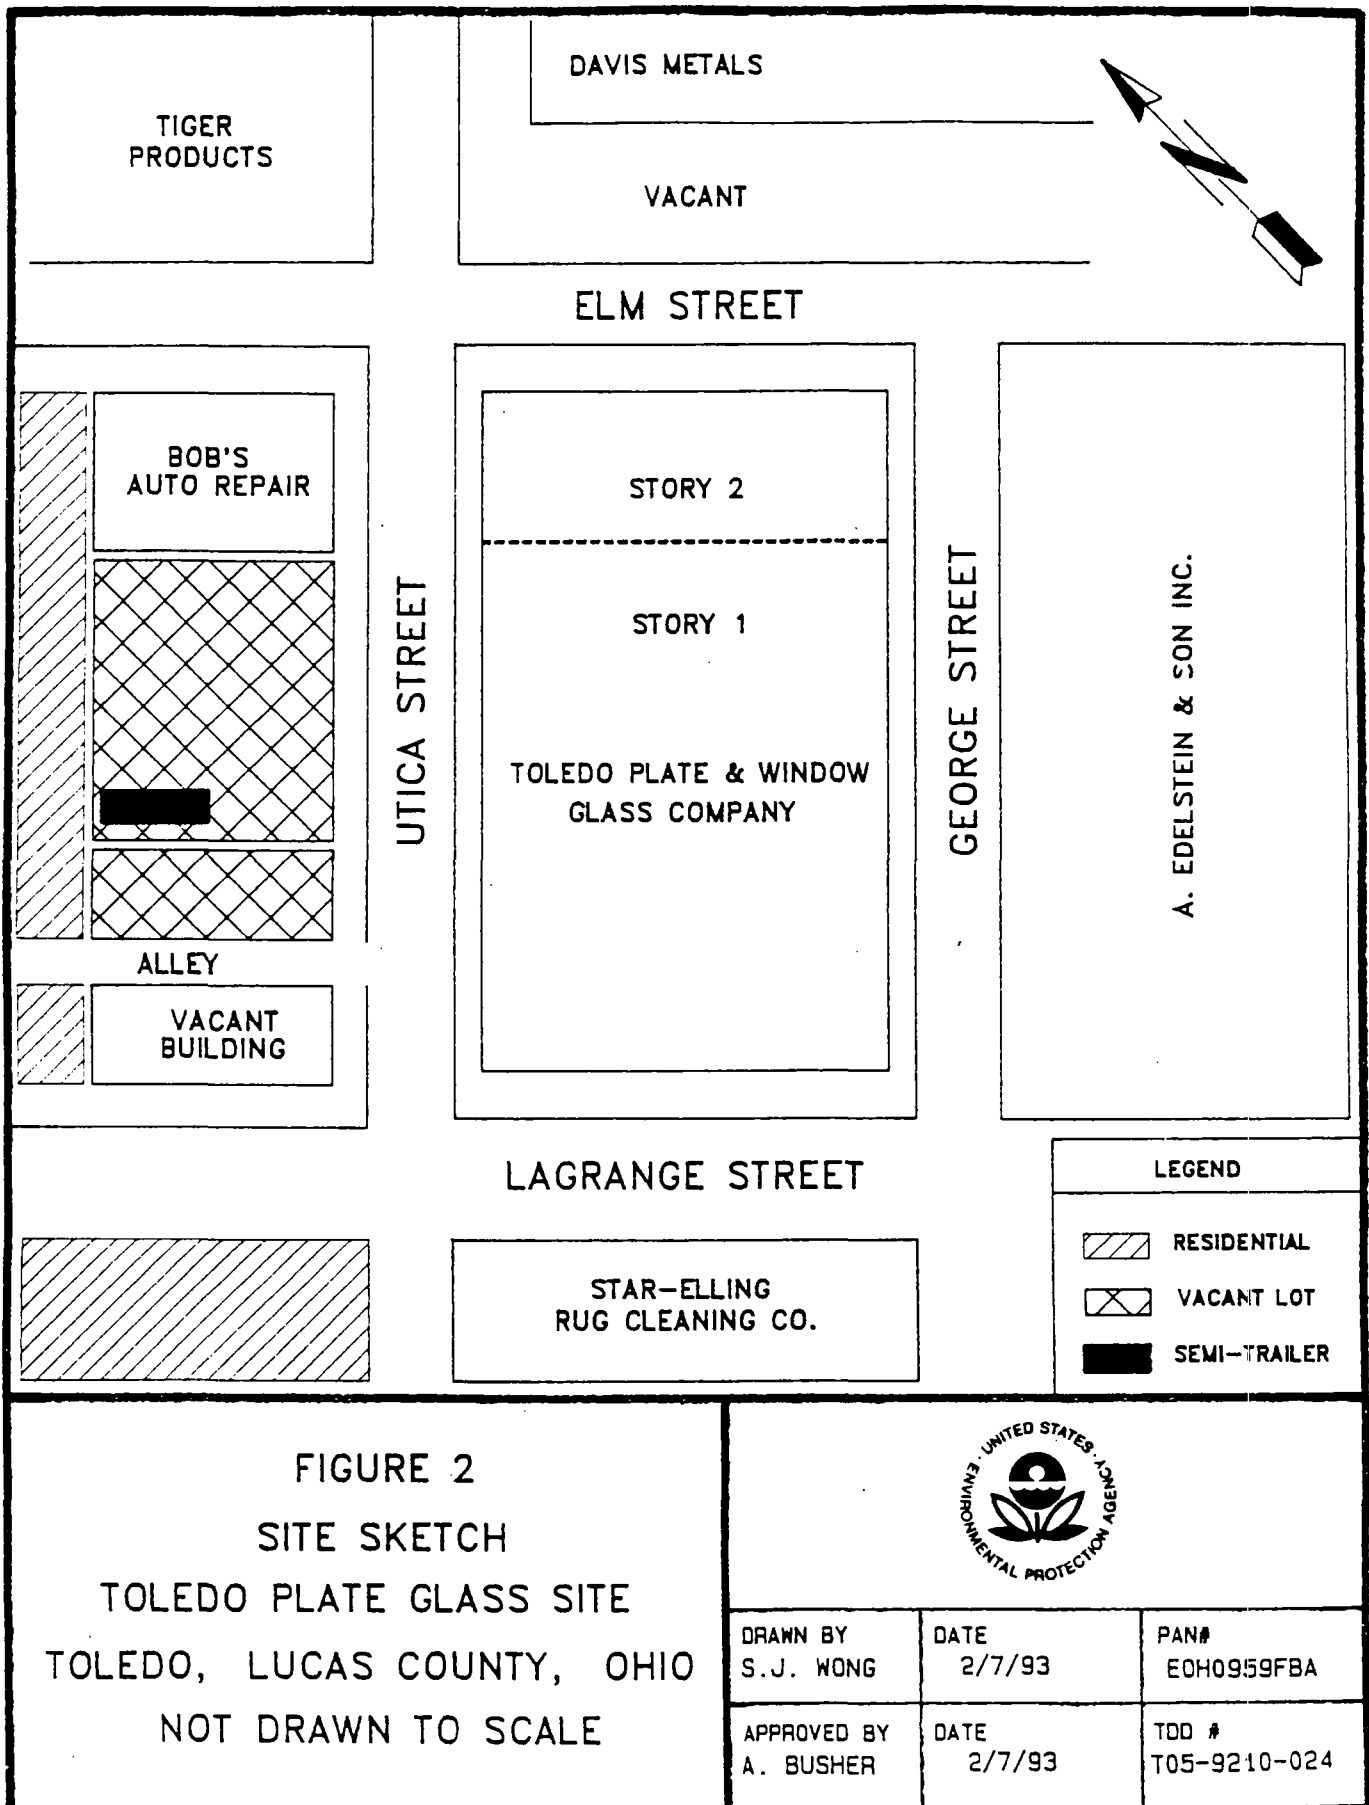 DAVIS METALS
TIGER
PRODUCTS
VACANT
N
ELM STREET
BOB'S
AUTO REPAIR
STORY 2
STORY 1
UTICA STREET
GEORGE STREET
A. EDELSTEIN & SON INC.
TOLEDO PLATE & WINDOW
GLASS COMPANY
ALLEY
VACANT
BUILDING
LAGRANGE STREET
LEGEND
RESIDENTIAL
VACANT LOT
SEMI-TRAILER
STAR-ELLING
RUG CLEANING CO.
FIGURE 2
SITE SKETCH
TOLEDO PLATE GLASS SITE
TOLEDO, LUCAS COUNTY, OHIO
NOT DRAWN TO SCALE
UNITED STATES · ENVIRONMENTAL PROTECTION AGENCY ·
DRAWN BY
S.J. WONG
DATE
2/7/93
PAN#
EOH0959FBA
APPROVED BY
A. BUSHER
DATE
2/7/93
TDD #
T05-9210-024